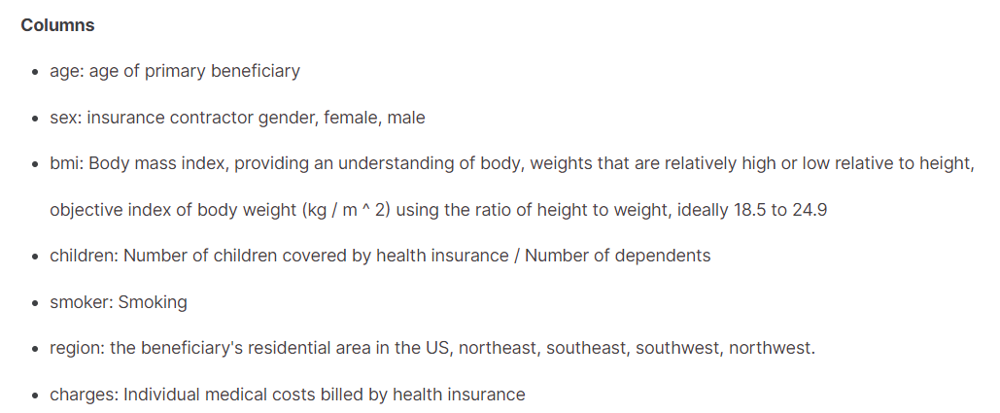 Columns
• age: age of primary beneficiary
• sex: insurance contractor gender, female, male
• bmi: Body mass index, providing an understanding of body, weights that are relatively high or low relative to height,
objective index of body weight (kg / m ^ 2) using the ratio of height to weight, ideally 18.5 to 24.9
• children: Number of children covered by health insurance / Number of dependents
• smoker: Smoking
• region: the beneficiary's residential area in the US, northeast, southeast, southwest, northwest.
• charges: Individual medical costs billed by health insurance